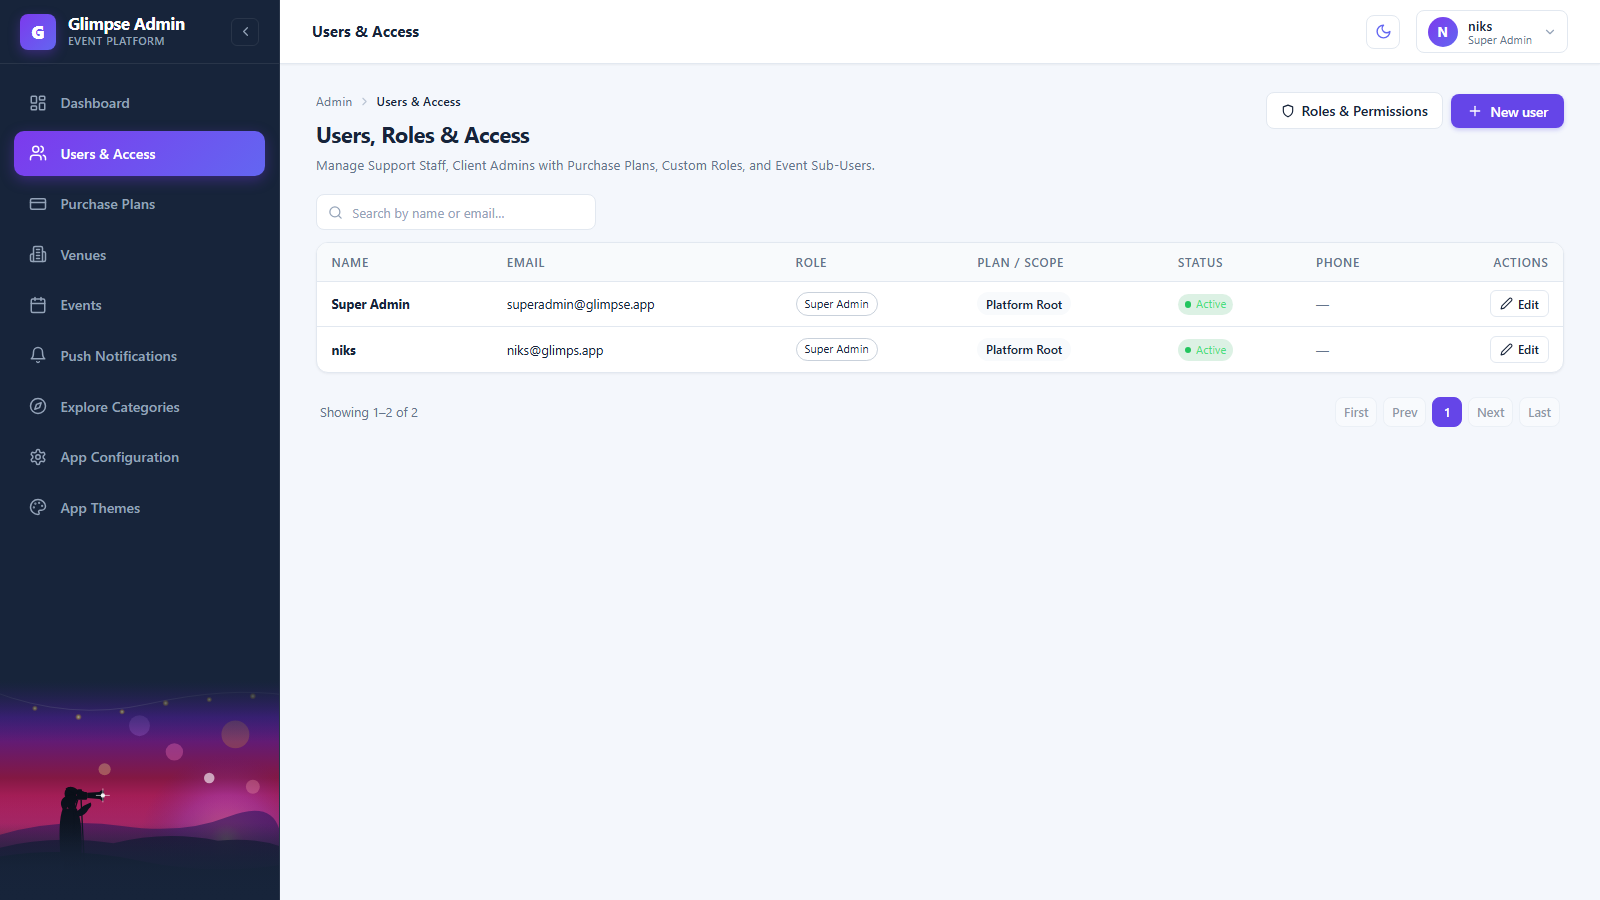 G
Glimpse Admin
EVENT PLATFORM
Dashboard
Users & Access
Purchase Plans
Venues
Events
Push Notifications
Explore Categories
App Configuration
App Themes
Users & Access
N
niks
Super Admin
Admin > Users & Access
Users, Roles & Access
Manage Support Staff, Client Admins with Purchase Plans, Custom Roles, and Event Sub-Users.
Roles & Permissions
+ New user
Search by name or email...
NAME EMAIL ROLE PLAN / SCOPE STATUS PHONE ACTIONS
Super Admin superadmin@glimpse.app Super Admin Platform Root Active — Edit
niks niks@glimps.app Super Admin Platform Root Active — Edit
Showing 1–2 of 2
First Prev 1 Next Last